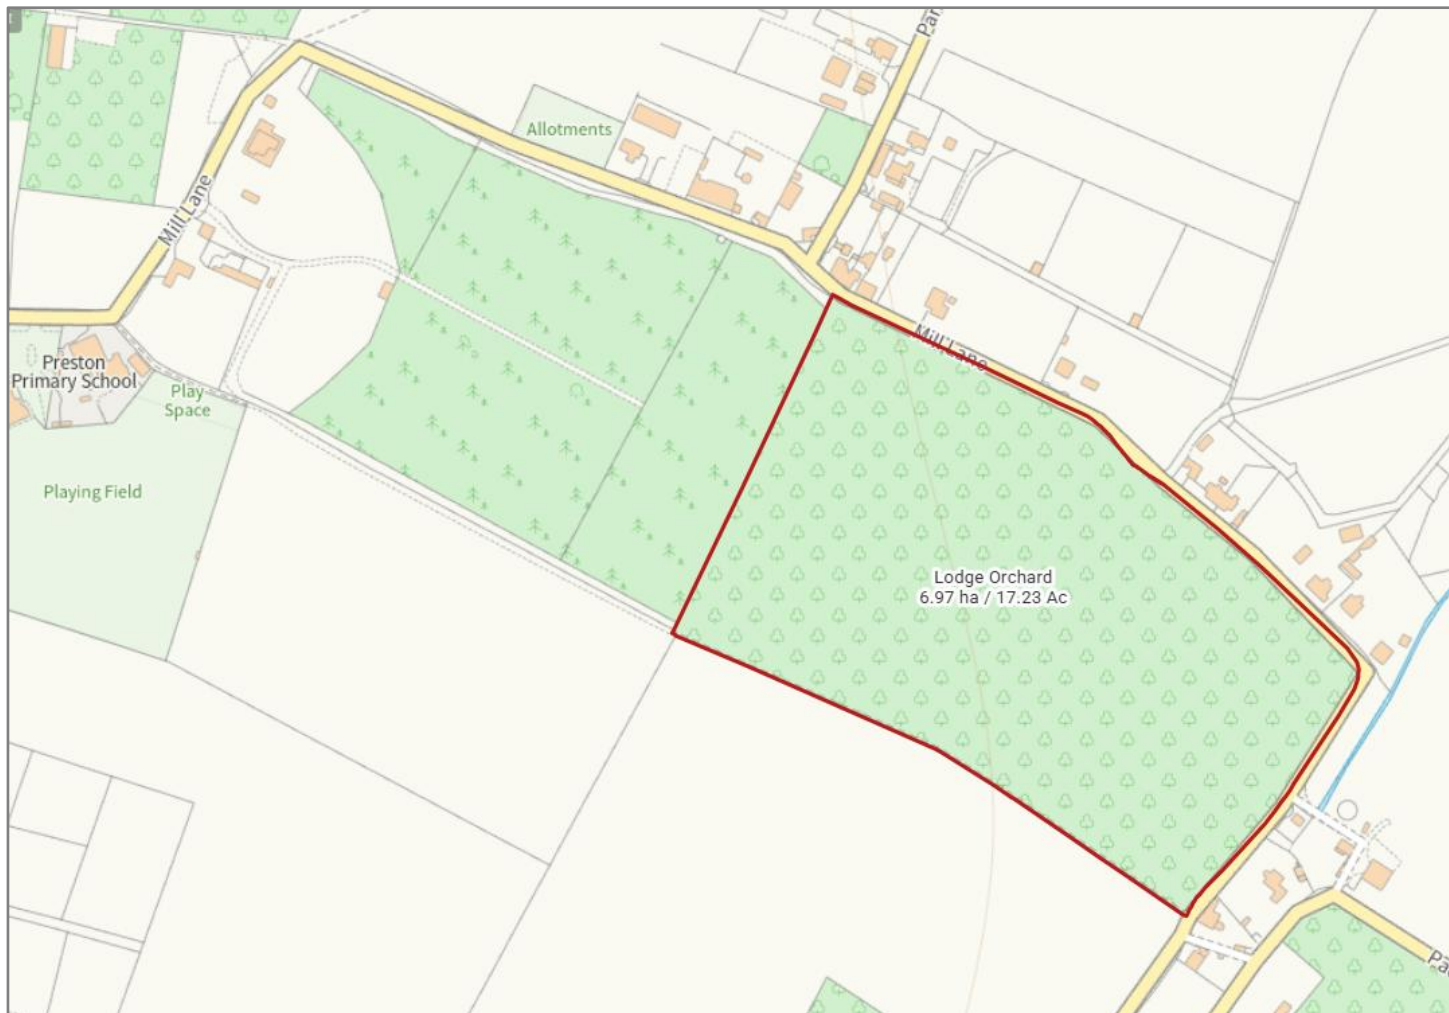 Allotments
Mill Lane
Mill Lane
Preston
Primary School
Play
Space
Playing Field
Lodge Orchard
6.97 ha / 17.23 Ac